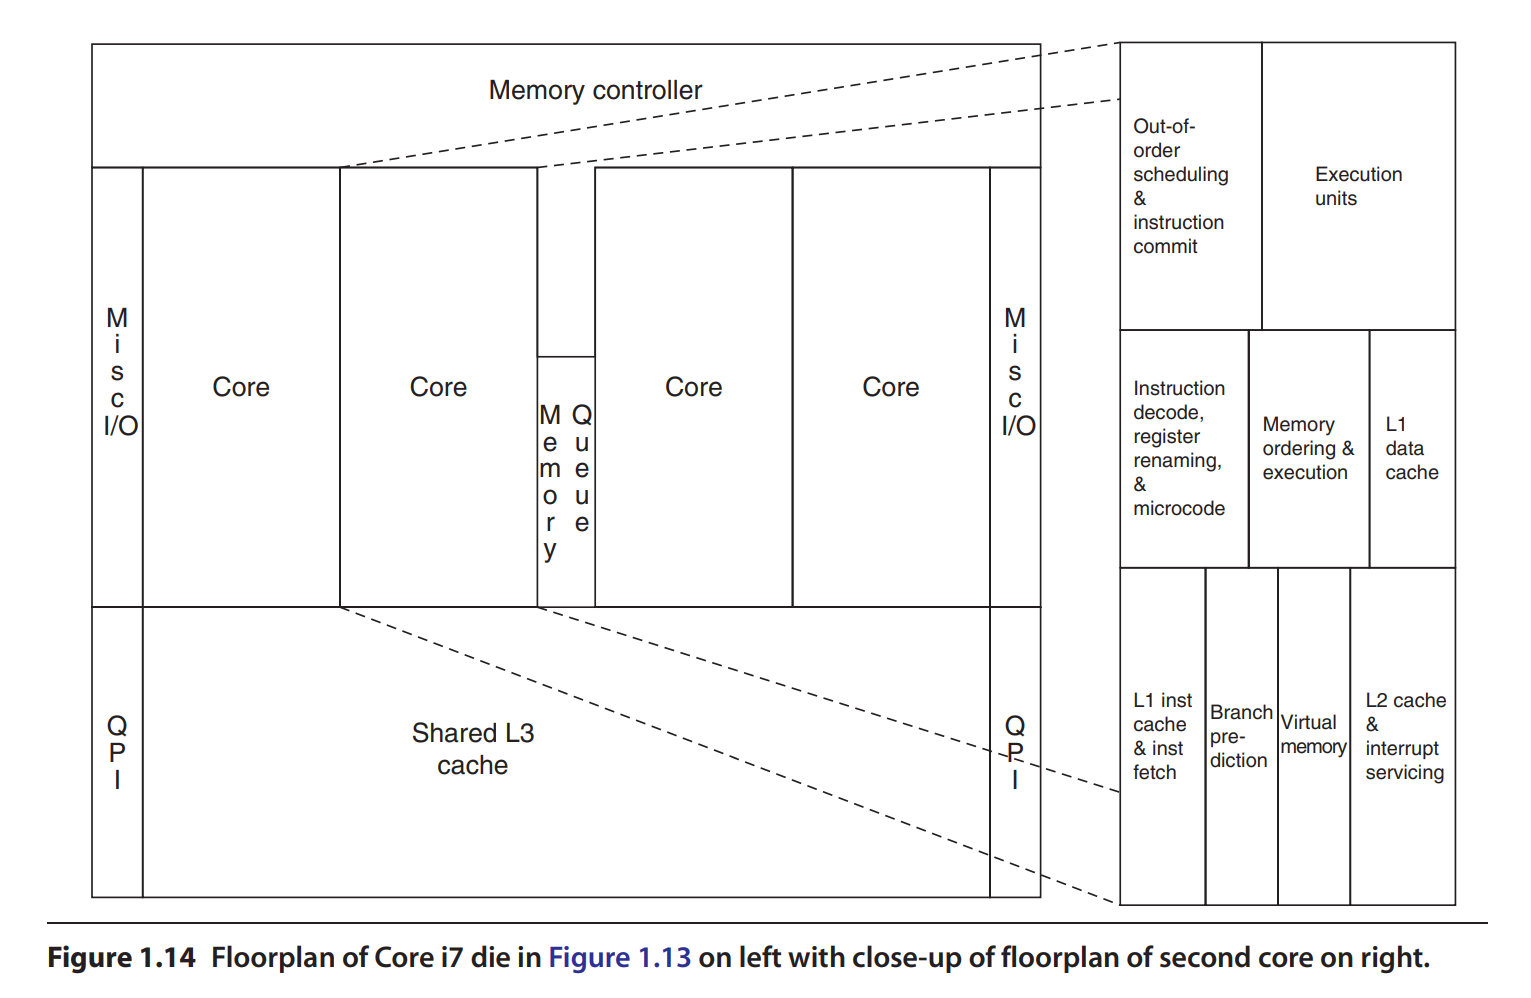 Memory controller
Misc
I/O
Core
Core
Memory
Queue
Core
Core
Misc
I/O
QPI
Shared L3
cache
QPI
Out-of-
order
scheduling
&
instruction
commit
Execution
units
Instruction
decode,
register
renaming,
&
microcode
Memory
ordering &
execution
L1
data
cache
L1 inst
cache
& inst
fetch
Branch
pre-
diction
Virtual
memory
L2 cache
&
interrupt
servicing
Figure 1.14 Floorplan of Core i7 die in Figure 1.13 on left with close-up of floorplan of second core on right.